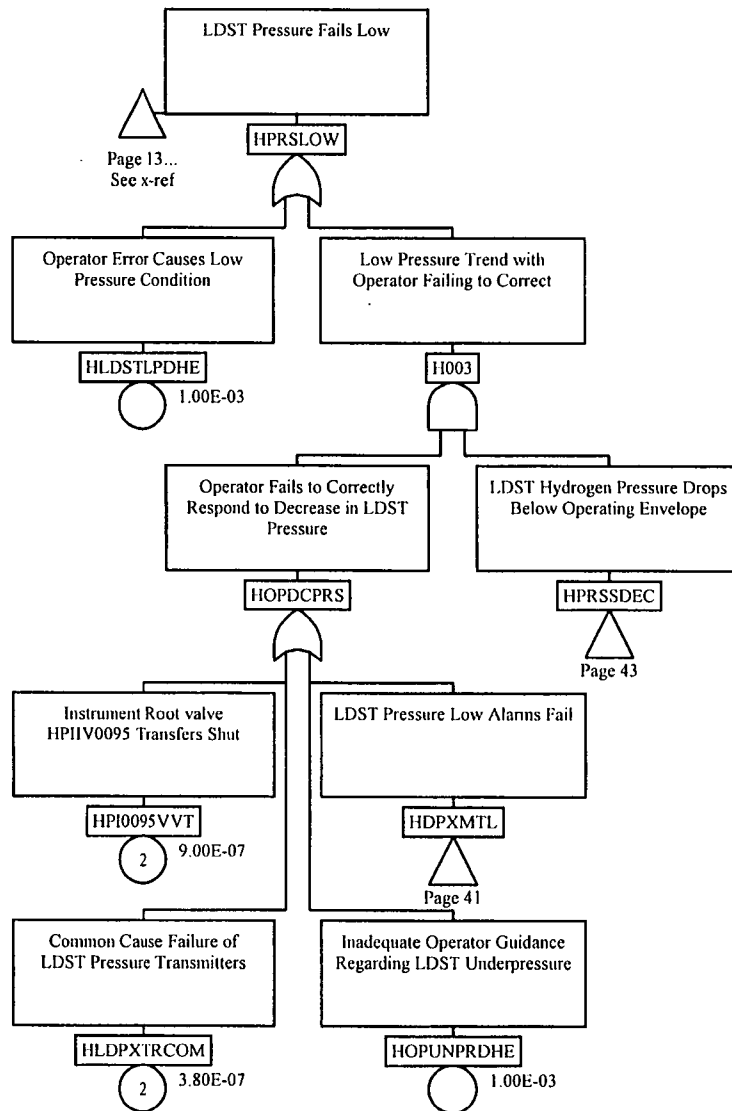 LDST Pressure Fails Low
Page 13...
See x-ref
HPRSLOW
Operator Error Causes Low
Pressure Condition
Low Pressure Trend with
Operator Failing to Correct
HLDSTLPDHE
1.00E-03
H003
Operator Fails to Correctly
Respond to Decrease in LDST
Pressure
LDST Hydrogen Pressure Drops
Below Operating Envelope
HOPDCPRS
HPRSSDEC
Page 43
Instrument Root valve
HPIIV0095 Transfers Shut
LDST Pressure Low Alarms Fail
HPI0095VVT
2
9.00E-07
HDPXMTL
Page 41
Common Cause Failure of
LDST Pressure Transmitters
Inadequate Operator Guidance
Regarding LDST Underpressure
HLDPXTRCOM
2
3.80E-07
HOPUNPRDHE
1.00E-03